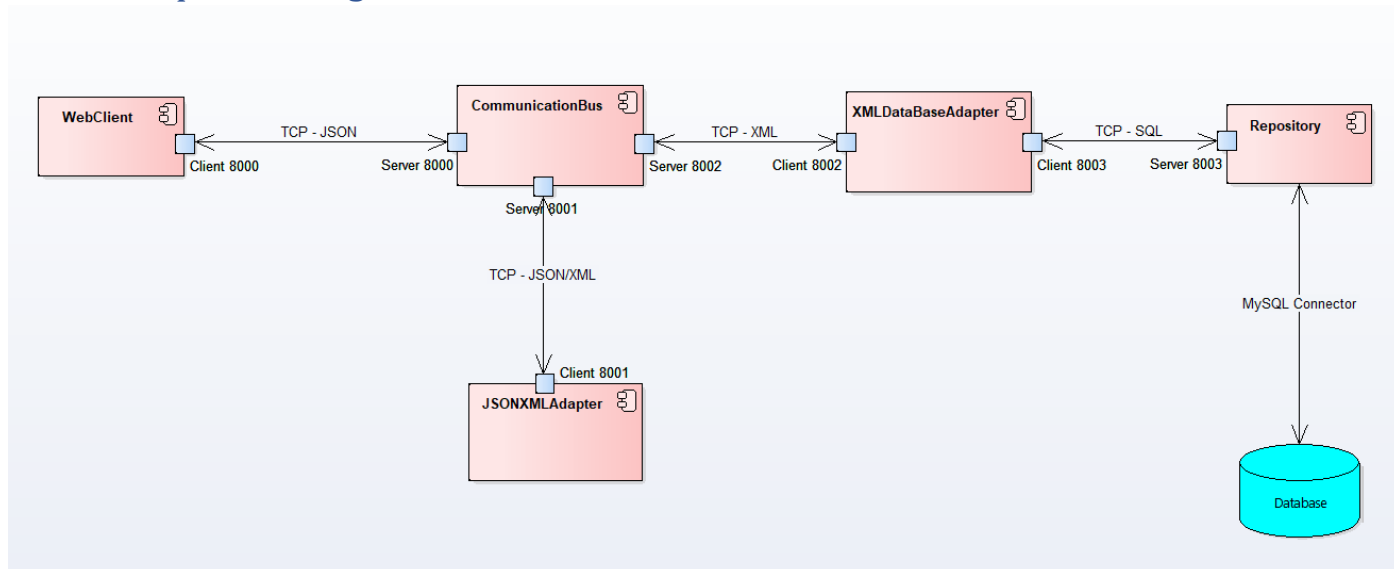 WebClient
CommunicationBus
XMLDataBaseAdapter
Repository
TCP - JSON
TCP - XML
TCP - SQL
Client 8000
Server 8000
Server 8002
Client 8002
Client 8003
Server 8003
Server 8001
TCP - JSON/XML
MySQL Connector
Client 8001
JSONXMLAdapter
Database